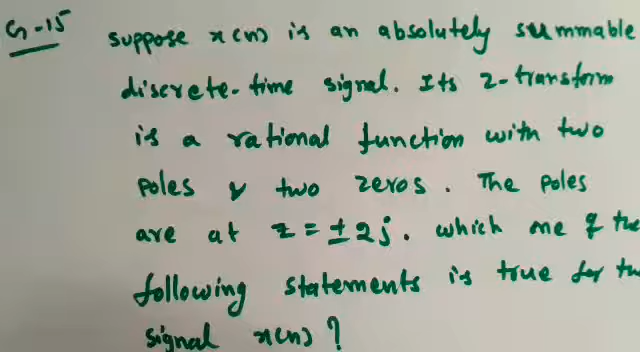 G-15 suppose x(n) is an absolutely summable
discrete-time signal. Its z-transform
is a rational function with two
poles & two zeros. The poles
are at z = ± 2j. which one of the
following statements is true for the
signal x(n)?